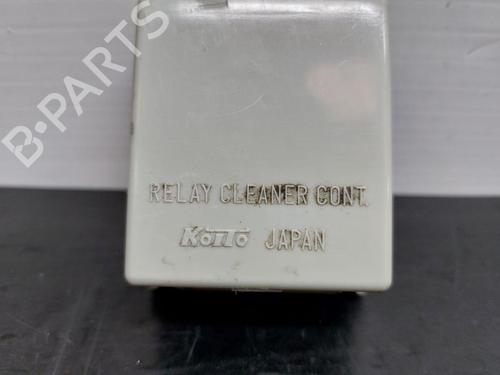 B-PARTS
RELAY CLEANER CONT.
KOITO JAPAN